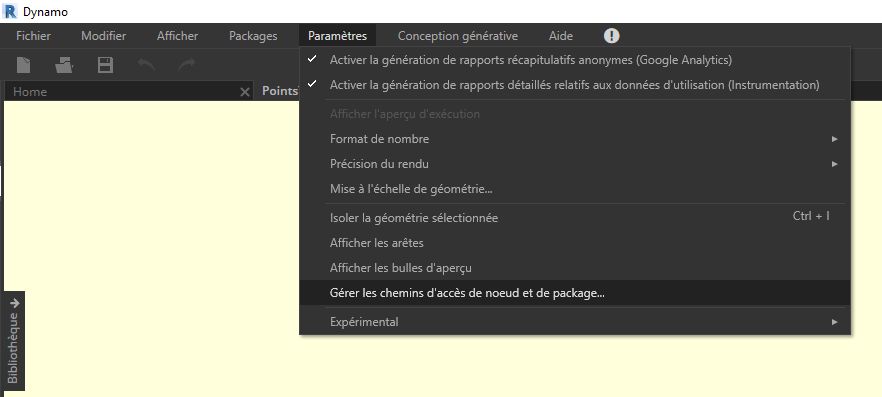 Dynamo
Fichier Modifier Afficher Packages Paramètres Conception générative Aide
Activer la génération de rapports récapitulatifs anonymes (Google Analytics)
Activer la génération de rapports détaillés relatifs aux données d'utilisation (Instrumentation)
Home
Points
Afficher l'aperçu d'exécution
Format de nombre
Précision du rendu
Mise à l'échelle de géométrie...
Isoler la géométrie sélectionnée Ctrl + I
Afficher les arêtes
Afficher les bulles d'aperçu
Gérer les chemins d'accès de noeud et de package...
Expérimental
Bibliothèque